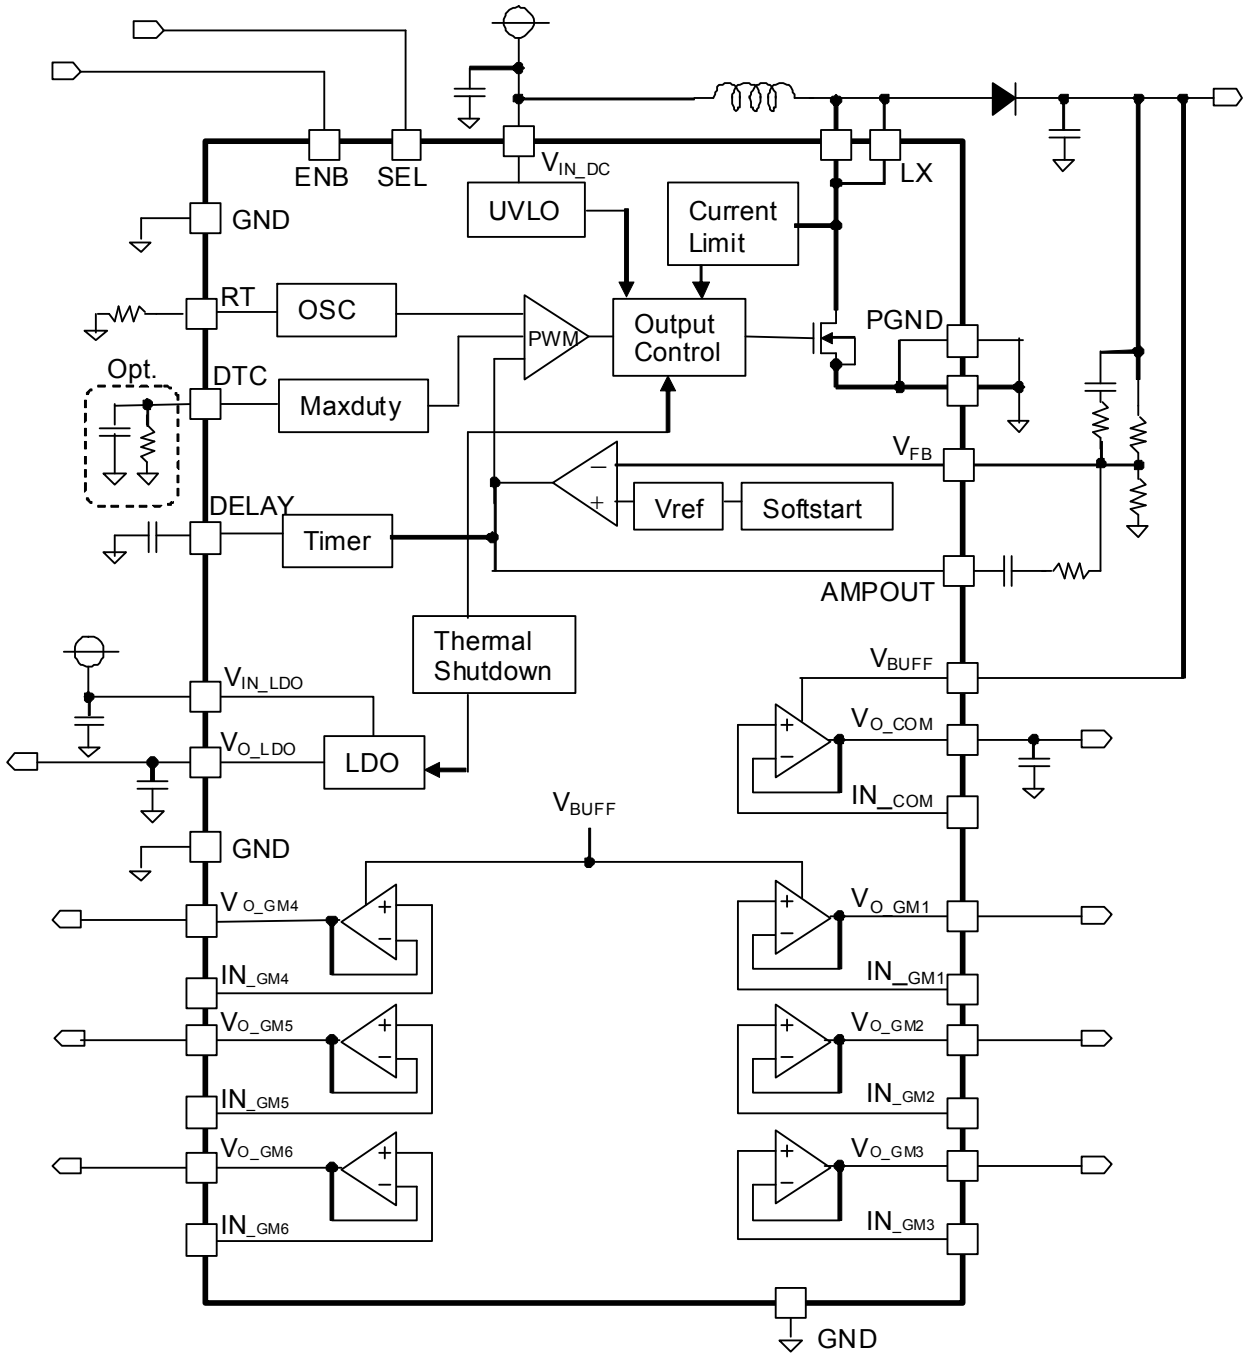 ENB
SEL
V_IN_DC
LX
GND
UVLO
Current
Limit
RT
OSC
PWM
Output
Control
PGND
Opt.
DTC
Maxduty
V_FB
−
+
Vref
Softstart
DELAY
Timer
AMPOUT
Thermal
Shutdown
V_BUFF
V_IN_LDO
V_O_LDO
LDO
+
−
V_O_COM
IN_COM
V_BUFF
GND
V_O_GM4
+
−
IN_GM4
+
−
V_O_GM1
IN_GM1
V_O_GM5
+
−
IN_GM5
+
−
V_O_GM2
IN_GM2
V_O_GM6
+
−
IN_GM6
+
−
V_O_GM3
IN_GM3
GND